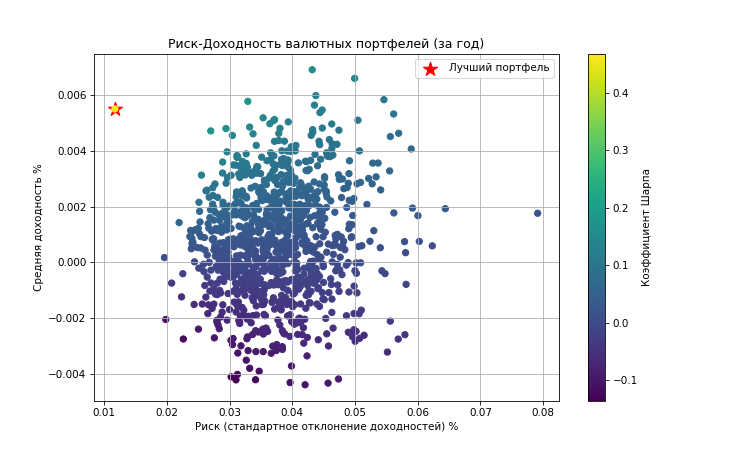 Риск-Доходность валютных портфелей (за год)
Лучший портфель
0.006
0.004
0.002
0.000
−0.002
−0.004
Средняя доходность %
0.01 0.02 0.03 0.04 0.05 0.06 0.07 0.08
Риск (стандартное отклонение доходностей) %
0.4
0.3
0.2
0.1
0.0
−0.1
Коэффициент Шарпа